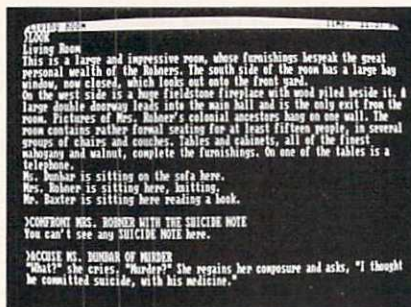 Living Room
Time: 11:37
>LOOK
Living Room
This is a large and impressive room, whose furnishings bespeak the great
personal wealth of the Robners. The south side of the room has a large bay
window, now closed, which looks out onto the front yard.
On the west side is a huge fieldstone fireplace with wood piled beside it. A
large double doorway leads into the main hall and is the only exit from the
room. Pictures of Mrs. Robner's colonial ancestors hang on one wall. The
room contains rather formal seating for at least fifteen people, in several
groups of chairs and couches. Tables and cabinets, all of the finest
mahogany and walnut, complete the furnishings. On one of the tables is a
telephone.
Ms. Dunbar is sitting on the sofa here.
Mrs. Robner is sitting here, knitting.
Mr. Baxter is sitting here reading a book.
>CONFRONT MRS. ROBNER WITH THE SUICIDE NOTE
You can't see any SUICIDE NOTE here.
>ACCUSE MS. DUNBAR OF MURDER
"What?" she cries, "Murder?" She regains her composure and asks, "I thought
he committed suicide, with his medicine."